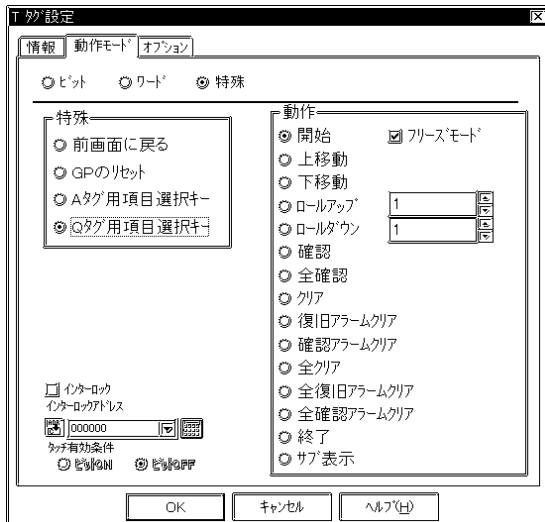 T タグ設定
情報 動作モード オプション
ビット ワード 特殊
特殊
前画面に戻る
GPのリセット
Aタグ用項目選択キー
Qタグ用項目選択キー
動作
開始 フリーズモード
上移動
下移動
ロールアップ 1
ロールダウン 1
確認
全確認
クリア
復旧アラームクリア
確認アラームクリア
全クリア
全復旧アラームクリア
全確認アラームクリア
終了
サブ表示
インターロック
インターロックアドレス
000000
タッチ有効条件
ビットON ビットOFF
OK キャンセル ヘルプ(H)